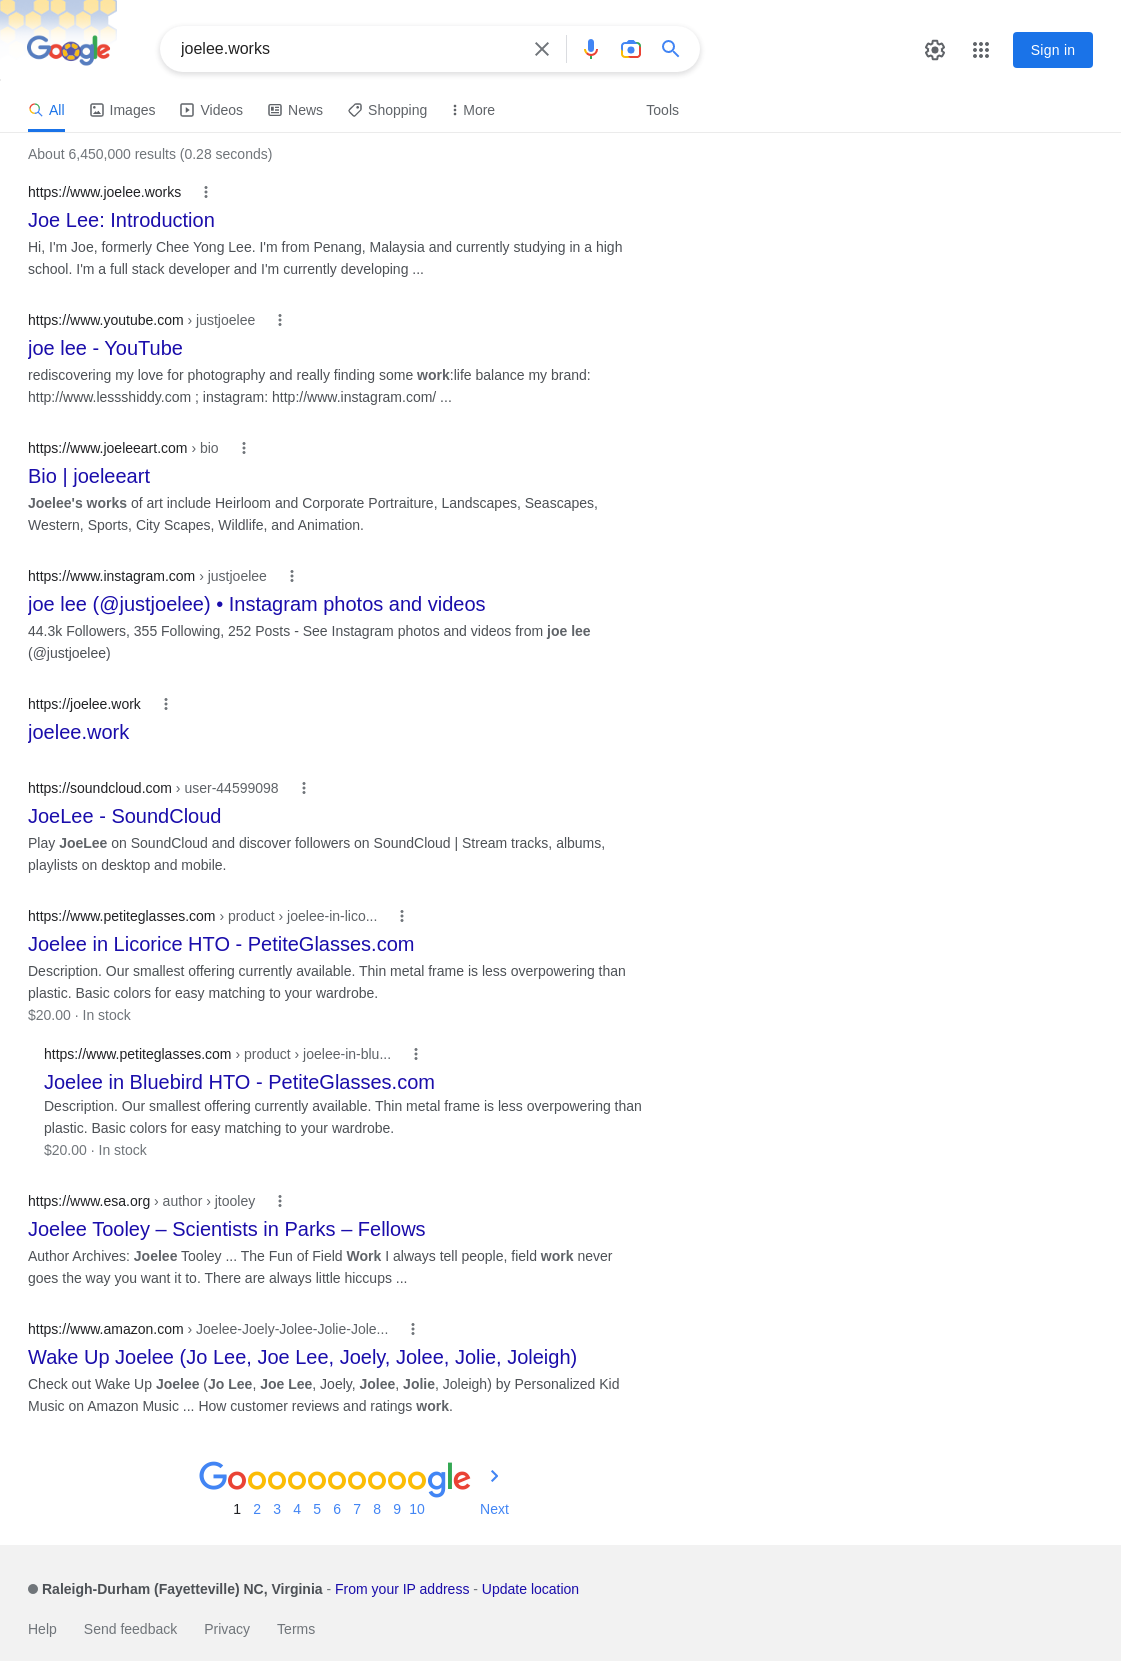 Google
joelee.works
Sign in
All
Images
Videos
News
Shopping
More
Tools
About 6,450,000 results (0.28 seconds)
https://www.joelee.works
Joe Lee: Introduction
Hi, I'm Joe, formerly Chee Yong Lee. I'm from Penang, Malaysia and currently studying in a high
school. I'm a full stack developer and I'm currently developing ...
https://www.youtube.com › justjoelee
joe lee - YouTube
rediscovering my love for photography and really finding some work:life balance my brand:
http://www.lessshiddy.com ; instagram: http://www.instagram.com/ ...
https://www.joeleeart.com › bio
Bio | joeleeart
Joelee's works of art include Heirloom and Corporate Portraiture, Landscapes, Seascapes,
Western, Sports, City Scapes, Wildlife, and Animation.
https://www.instagram.com › justjoelee
joe lee (@justjoelee) • Instagram photos and videos
44.3k Followers, 355 Following, 252 Posts - See Instagram photos and videos from joe lee
(@justjoelee)
https://joelee.work
joelee.work
https://soundcloud.com › user-44599098
JoeLee - SoundCloud
Play JoeLee on SoundCloud and discover followers on SoundCloud | Stream tracks, albums,
playlists on desktop and mobile.
https://www.petiteglasses.com › product › joelee-in-lico...
Joelee in Licorice HTO - PetiteGlasses.com
Description. Our smallest offering currently available. Thin metal frame is less overpowering than
plastic. Basic colors for easy matching to your wardrobe.
$20.00 · In stock
https://www.petiteglasses.com › product › joelee-in-blu...
Joelee in Bluebird HTO - PetiteGlasses.com
Description. Our smallest offering currently available. Thin metal frame is less overpowering than
plastic. Basic colors for easy matching to your wardrobe.
$20.00 · In stock
https://www.esa.org › author › jtooley
Joelee Tooley – Scientists in Parks – Fellows
Author Archives: Joelee Tooley ... The Fun of Field Work I always tell people, field work never
goes the way you want it to. There are always little hiccups ...
https://www.amazon.com › Joelee-Joely-Jolee-Jolie-Jole...
Wake Up Joelee (Jo Lee, Joe Lee, Joely, Jolee, Jolie, Joleigh)
Check out Wake Up Joelee (Jo Lee, Joe Lee, Joely, Jolee, Jolie, Joleigh) by Personalized Kid
Music on Amazon Music ... How customer reviews and ratings work.
Goooooooooogle
1 2 3 4 5 6 7 8 9 10 Next
Raleigh-Durham (Fayetteville) NC, Virginia - From your IP address - Update location
Help Send feedback Privacy Terms